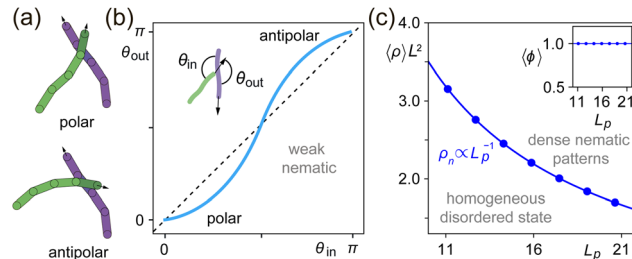 (a)
polar
antipolar
(b)
π
θout
0
θin
θout
antipolar
weak
nematic
polar
0
θin
π
(c)
⟨ρ⟩L²
4.0
3.0
2.0
ρn∝Lp⁻¹
dense nematic
patterns
homogeneous
disordered state
11
16
Lp
21
⟨ϕ⟩
1.0
0.5
11
16
21
Lp